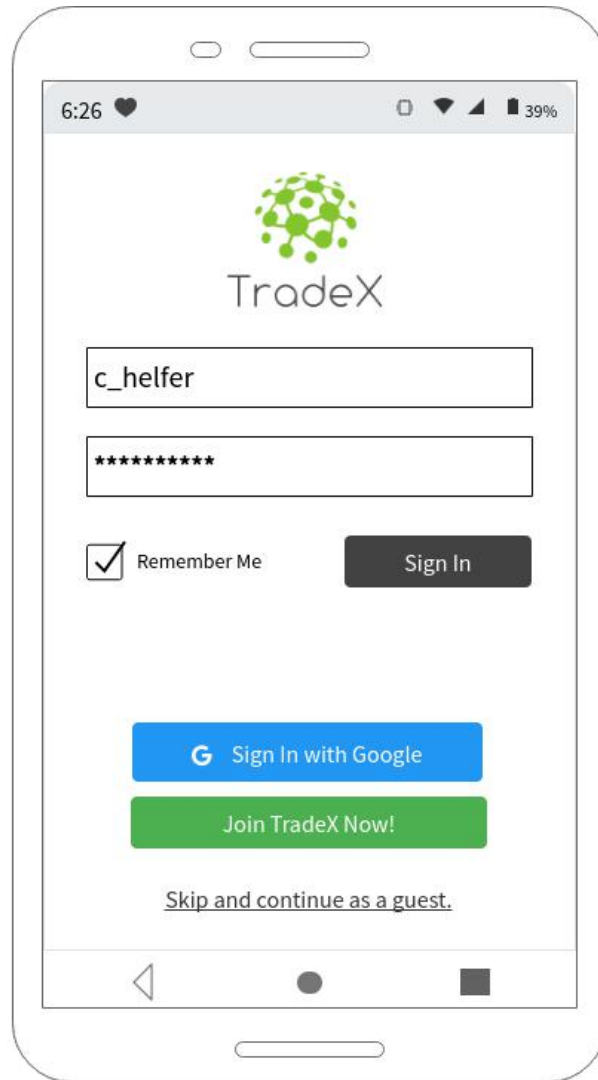 6:26
39%
TradeX
c_helfer
**********
Remember Me
Sign In
G Sign In with Google
Join TradeX Now!
Skip and continue as a guest.